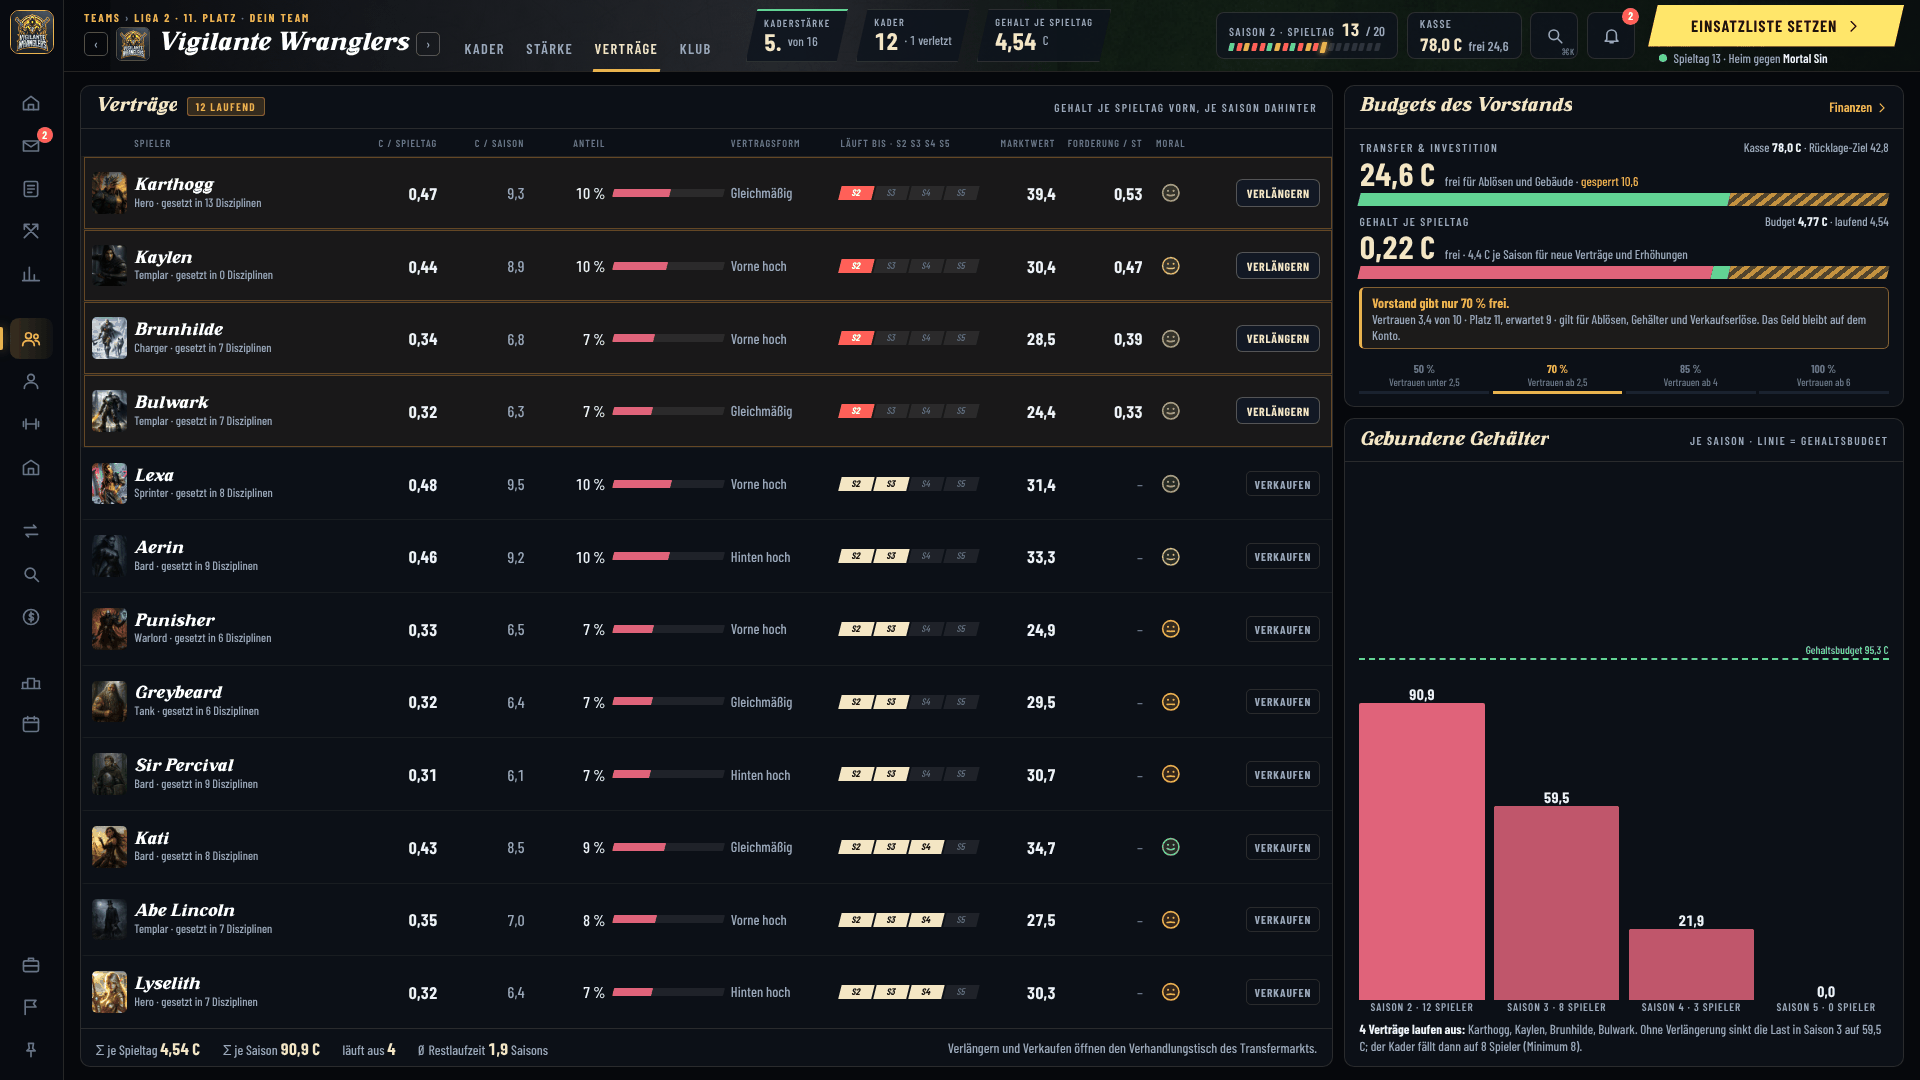 TEAMS › LIGA 2 · 11. PLATZ · DEIN TEAM
Vigilante Wranglers
KADER STÄRKE VERTRÄGE KLUB
KADERSTÄRKE
5. von 16
KADER
12 · 1 verletzt
GEHALT JE SPIELTAG
4,54 C
SAISON 2 · SPIELTAG 13 / 20
KASSE
78,0 C frei 24,6
⌘K
2
EINSATZLISTE SETZEN
Spieltag 13 · Heim gegen Mortal Sin
2
Verträge 12 LAUFEND
GEHALT JE SPIELTAG VORN, JE SAISON DAHINTER
SPIELER C / SPIELTAG C / SAISON ANTEIL VERTRAGSFORM LÄUFT BIS · S2 S3 S4 S5 MARKTWERT FORDERUNG / ST MORAL
Karthogg
Hero · gesetzt in 13 Disziplinen
0,47 9,3 10 % Gleichmäßig S2 S3 S4 S5 39,4 0,53 VERLÄNGERN
Kaylen
Templar · gesetzt in 0 Disziplinen
0,44 8,9 10 % Vorne hoch S2 S3 S4 S5 30,4 0,47 VERLÄNGERN
Brunhilde
Charger · gesetzt in 7 Disziplinen
0,34 6,8 7 % Vorne hoch S2 S3 S4 S5 28,5 0,39 VERLÄNGERN
Bulwark
Templar · gesetzt in 7 Disziplinen
0,32 6,3 7 % Gleichmäßig S2 S3 S4 S5 24,4 0,33 VERLÄNGERN
Lexa
Sprinter · gesetzt in 8 Disziplinen
0,48 9,5 10 % Vorne hoch S2 S3 S4 S5 31,4 – VERKAUFEN
Aerin
Bard · gesetzt in 9 Disziplinen
0,46 9,2 10 % Hinten hoch S2 S3 S4 S5 33,3 – VERKAUFEN
Punisher
Warlord · gesetzt in 6 Disziplinen
0,33 6,5 7 % Vorne hoch S2 S3 S4 S5 24,9 – VERKAUFEN
Greybeard
Tank · gesetzt in 6 Disziplinen
0,32 6,4 7 % Gleichmäßig S2 S3 S4 S5 29,5 – VERKAUFEN
Sir Percival
Bard · gesetzt in 9 Disziplinen
0,31 6,1 7 % Hinten hoch S2 S3 S4 S5 30,7 – VERKAUFEN
Kati
Bard · gesetzt in 8 Disziplinen
0,43 8,5 9 % Gleichmäßig S2 S3 S4 S5 34,7 – VERKAUFEN
Abe Lincoln
Templar · gesetzt in 7 Disziplinen
0,35 7,0 8 % Vorne hoch S2 S3 S4 S5 27,5 – VERKAUFEN
Lyselith
Hero · gesetzt in 7 Disziplinen
0,32 6,4 7 % Hinten hoch S2 S3 S4 S5 30,3 – VERKAUFEN
Σ je Spieltag 4,54 C Σ je Saison 90,9 C läuft aus 4 Ø Restlaufzeit 1,9 Saisons
Verlängern und Verkaufen öffnen den Verhandlungstisch des Transfermarkts.
Budgets des Vorstands Finanzen
TRANSFER & INVESTITION Kasse 78,0 C · Rücklage-Ziel 42,8
24,6 C frei für Ablösen und Gebäude · gesperrt 10,6
GEHALT JE SPIELTAG Budget 4,77 C · laufend 4,54
0,22 C frei · 4,4 C je Saison für neue Verträge und Erhöhungen
Vorstand gibt nur 70 % frei.
Vertrauen 3,4 von 10 · Platz 11, erwartet 9 · gilt für Ablösen, Gehälter und Verkaufserlöse. Das Geld bleibt auf dem
Konto.
50 % 70 % 85 % 100 %
Vertrauen unter 2,5 Vertrauen ab 2,5 Vertrauen ab 4 Vertrauen ab 6
Gebundene Gehälter JE SAISON · LINIE = GEHALTSBUDGET
Gehaltsbudget 95,3 C
90,9
59,5
21,9
0,0
SAISON 2 · 12 SPIELER SAISON 3 · 8 SPIELER SAISON 4 · 3 SPIELER SAISON 5 · 0 SPIELER
4 Verträge laufen aus: Karthogg, Kaylen, Brunhilde, Bulwark. Ohne Verlängerung sinkt die Last in Saison 3 auf 59,5
C; der Kader fällt dann auf 8 Spieler (Minimum 8).